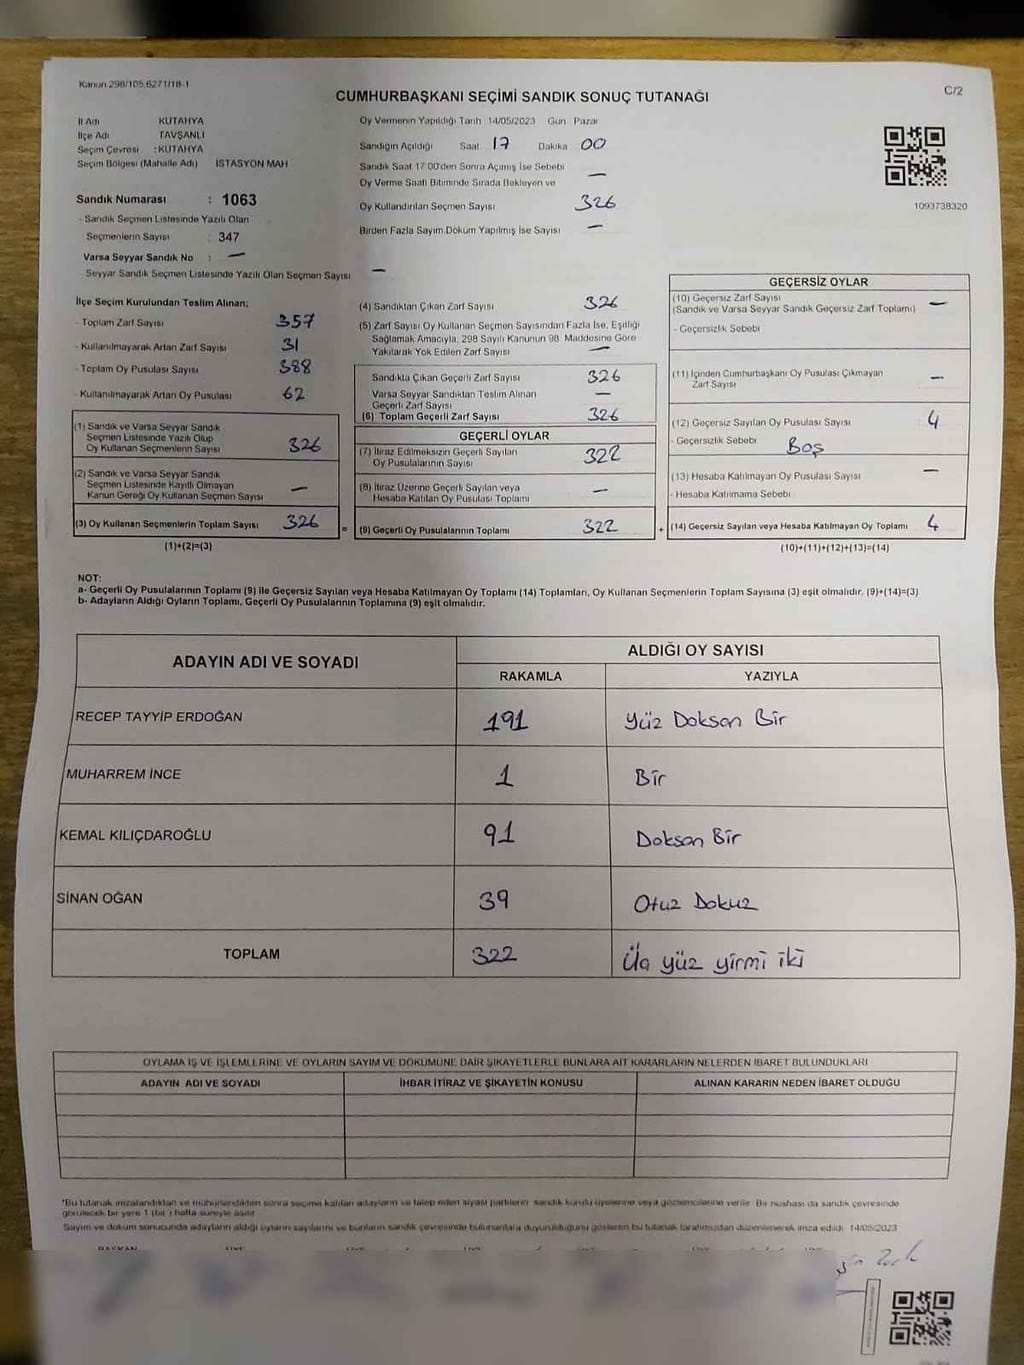 Kanun 298/105,6271/18-1
C/2
CUMHURBAŞKANI SEÇİMİ SANDIK SONUÇ TUTANAĞI
İl Adı KUTAHYA
İlçe Adı TAVŞANLI
Seçim Çevresi : KUTAHYA
Seçim Bölgesi (Mahalle Adı) İSTASYON MAH
Oy Vermenin Yapıldığı Tarih 14/05/2023 Gün Pazar
Sandığın Açıldığı Saat 17 Dakika 00
Sandık Saat 17:00'den Sonra Açılmış İse Sebebi —
Oy Verme Saati Bitiminde Sırada Bekleyen ve
Oy Kullandırılan Seçmen Sayısı 326
Birden Fazla Sayım Döküm Yapılmış İse Sayısı —
1093738320
Sandık Numarası : 1063
- Sandık Seçmen Listesinde Yazılı Olan
Seçmenlerin Sayısı : 347
Varsa Seyyar Sandık No : —
- Seyyar Sandık Seçmen Listesinde Yazılı Olan Seçmen Sayısı —
İlçe Seçim Kurulundan Teslim Alınan;
- Toplam Zarf Sayısı 357
- Kullanılmayarak Artan Zarf Sayısı 31
- Toplam Oy Pusulası Sayısı 388
- Kullanılmayarak Artan Oy Pusulası 62
(1) Sandık ve Varsa Seyyar Sandık
Seçmen Listesinde Yazılı Olup
Oy Kullanan Seçmenlerin Sayısı 326
(2) Sandık ve Varsa Seyyar Sandık
Seçmen Listesinde Kayıtlı Olmayan
Kanun Gereği Oy Kullanan Seçmen Sayısı —
(3) Oy Kullanan Seçmenlerin Toplam Sayısı 326
(1)+(2)=(3)
(4) Sandıktan Çıkan Zarf Sayısı 326
(5) Zarf Sayısı Oy Kullanan Seçmen Sayısından Fazla İse, Eşitliği
Sağlamak Amacıyla, 298 Sayılı Kanunun 98. Maddesine Göre
Yakılarak Yok Edilen Zarf Sayısı —
Sandıkta Çıkan Geçerli Zarf Sayısı 326
Varsa Seyyar Sandıktan Teslim Alınan
Geçerli Zarf Sayısı —
(6) Toplam Geçerli Zarf Sayısı 326
GEÇERLİ OYLAR
(7) İtiraz Edilmeksizin Geçerli Sayılan
Oy Pusulalarının Sayısı 322
(8) İtiraz Üzerine Geçerli Sayılan veya
Hesaba Katılan Oy Pusulası Toplamı —
= (9) Geçerli Oy Pusulalarının Toplamı 322
GEÇERSİZ OYLAR
(10) Geçersiz Zarf Sayısı —
(Sandık ve Varsa Seyyar Sandık Geçersiz Zarf Toplamı)
- Geçersizlik Sebebi
(11) İçinden Cumhurbaşkanı Oy Pusulası Çıkmayan
Zarf Sayısı —
(12) Geçersiz Sayılan Oy Pusulası Sayısı 4
- Geçersizlik Sebebi Boş
(13) Hesaba Katılmayan Oy Pusulası Sayısı —
- Hesaba Katılmama Sebebi
+ (14) Geçersiz Sayılan veya Hesaba Katılmayan Oy Toplamı 4
(10)+(11)+(12)+(13)=(14)
NOT:
a- Geçerli Oy Pusulalarının Toplamı (9) ile Geçersiz Sayılan veya Hesaba Katılmayan Oy Toplamı (14) Toplamları, Oy Kullanan Seçmenlerin Toplam Sayısına (3) eşit olmalıdır. (9)+(14)=(3)
b- Adayların Aldığı Oyların Toplamı, Geçerli Oy Pusulalarının Toplamına (9) eşit olmalıdır.
ADAYIN ADI VE SOYADI
ALDIĞI OY SAYISI
RAKAMLA YAZIYLA
RECEP TAYYİP ERDOĞAN 191 Yüz Doksan Bir
MUHARREM İNCE 1 Bir
KEMAL KILIÇDAROĞLU 91 Doksan Bir
SİNAN OĞAN 39 Otuz Dokuz
TOPLAM 322 Üç yüz yirmi iki
OYLAMA İŞ VE İŞLEMLERİNE VE OYLARIN SAYIM VE DÖKÜMÜNE DAİR ŞİKAYETLERLE BUNLARA AİT KARARLARIN NELERDEN İBARET BULUNDUKLARI
ADAYIN ADI VE SOYADI İHBAR İTİRAZ VE ŞİKAYETİN KONUSU ALINAN KARARIN NEDEN İBARET OLDUĞU
*Bu tutanak imzalandıktan ve mühürlendikten sonra seçime katılan adayların ve talep eden siyasi partilerin sandık kurulu üyelerine veya gözlemcilerine verilir. Bir nüshası da sandık çevresinde
görülecek bir yere 1 (bir) hafta süreyle asılır.
Sayım ve döküm sonucunda adayların aldığı oyların sayılarını ve bunların sandık çevresinde bulunanlara duyurulduğunu gösteren bu tutanak tarafımızdan düzenlenerek imza edildi. 14/05/2023